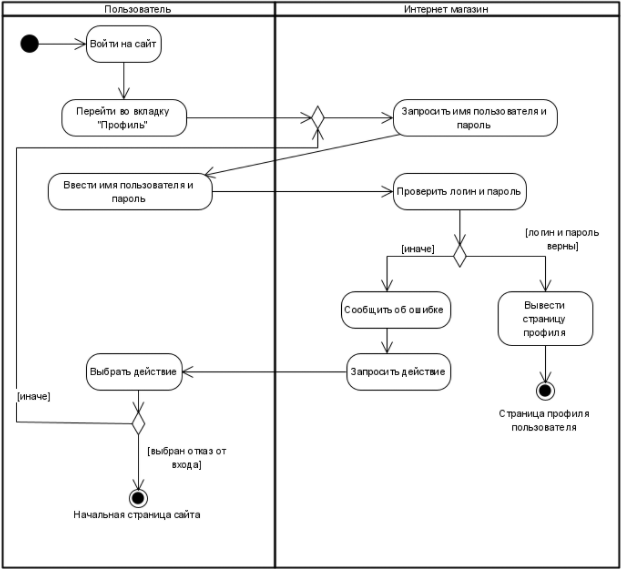 Пользователь
Интернет магазин
Войти на сайт
Перейти во вкладку
"Профиль"
Запросить имя пользователя и
пароль
Ввести имя пользователя и
пароль
Проверить логин и пароль
[логин и пароль
верны]
[иначе]
Сообщить об ошибке
Вывести
страницу
профиля
Выбрать действие
Запросить действие
[иначе]
Страница профиля
пользователя
[выбран отказ от
входа]
Начальная страница сайта